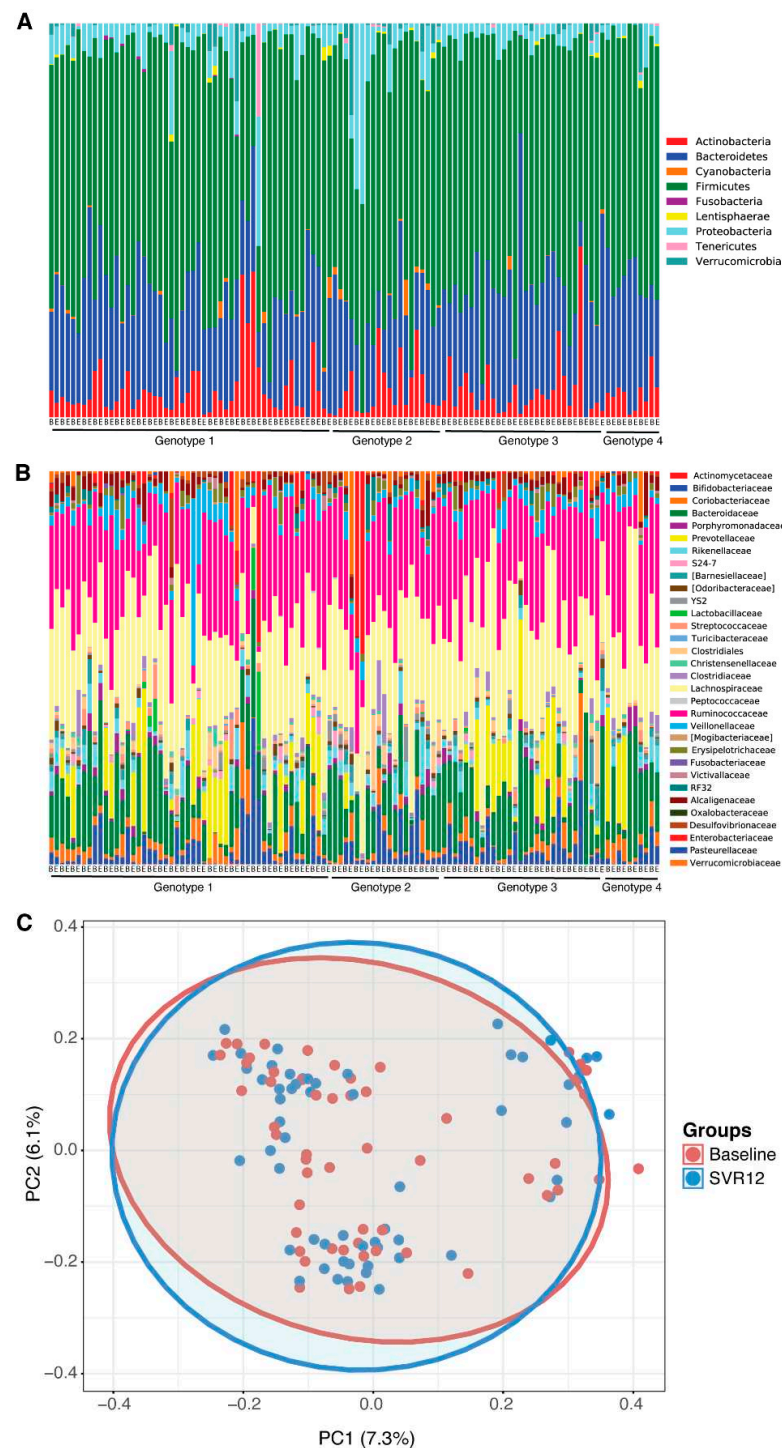 A
Actinobacteria
Bacteroidetes
Cyanobacteria
Firmicutes
Fusobacteria
Lentisphaerae
Proteobacteria
Tenericutes
Verrucomicrobia
Genotype 1
Genotype 2
Genotype 3
Genotype 4
B
Actinomycetaceae
Bifidobacteriaceae
Coriobacteriaceae
Bacteroidaceae
Porphyromonadaceae
Prevotellaceae
Rikenellaceae
S24-7
[Barnesiellaceae]
[Odoribacteraceae]
YS2
Lactobacillaceae
Streptococcaceae
Turicibacteraceae
Clostridiales
Christensenellaceae
Clostridiaceae
Lachnospiraceae
Peptococcaceae
Ruminococcaceae
Veillonellaceae
[Mogibacteriaceae]
Erysipelotrichaceae
Fusobacteriaceae
Victivallaceae
RF32
Alcaligenaceae
Oxalobacteraceae
Desulfovibrionaceae
Enterobacteriaceae
Pasteurellaceae
Verrucomicrobiaceae
Genotype 1
Genotype 2
Genotype 3
Genotype 4
C
0.4
0.2
0.0
−0.2
−0.4
PC2 (6.1%)
−0.4
−0.2
0.0
0.2
0.4
PC1 (7.3%)
Groups
Baseline
SVR12